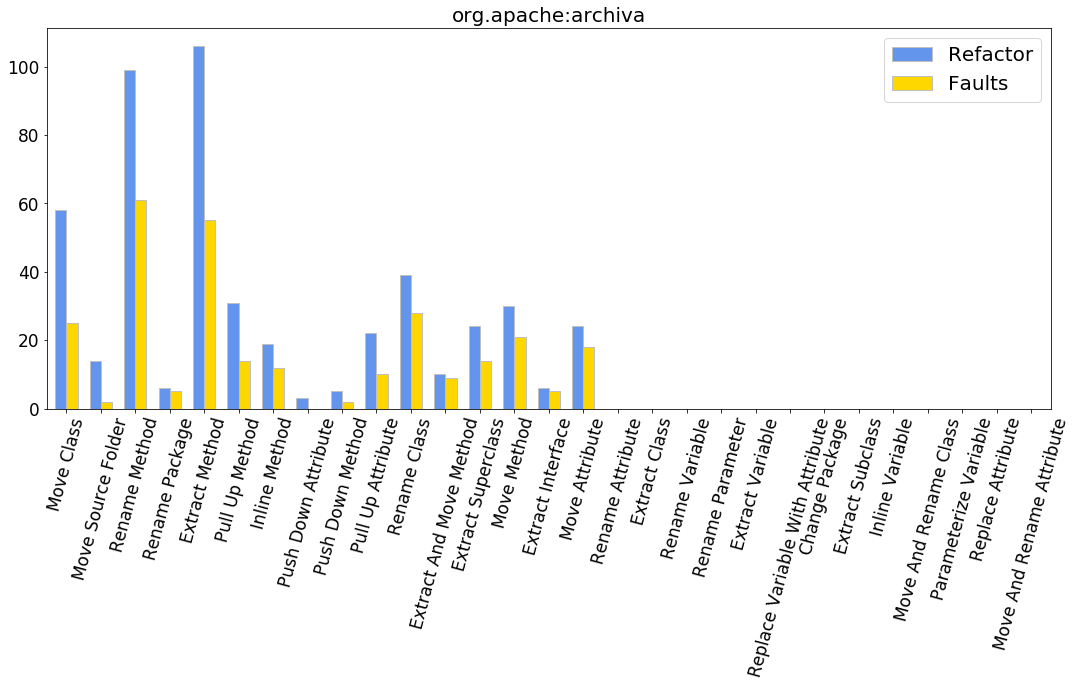 org.apache:archiva
Refactor
Faults
100
80
60
40
20
0
Move Class
Move Source Folder
Rename Method
Rename Package
Extract Method
Pull Up Method
Inline Method
Push Down Attribute
Push Down Method
Pull Up Attribute
Rename Class
Extract And Move Method
Extract Superclass
Move Method
Extract Interface
Move Attribute
Rename Attribute
Extract Class
Rename Variable
Rename Parameter
Extract Variable
Replace Variable With Attribute
Change Package
Extract Subclass
Inline Variable
Move And Rename Class
Parameterize Variable
Replace Attribute
Move And Rename Attribute